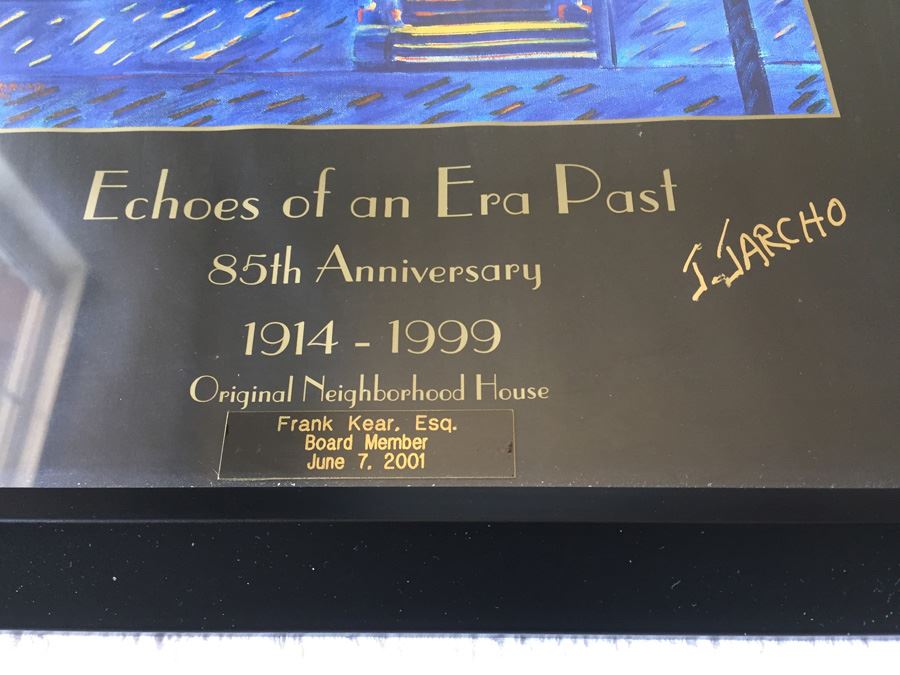 Echoes of an Era Past
J. JARCHO
85th Anniversary
1914 - 1999
Original Neighborhood House
Frank Kear, Esq.
Board Member
June 7, 2001